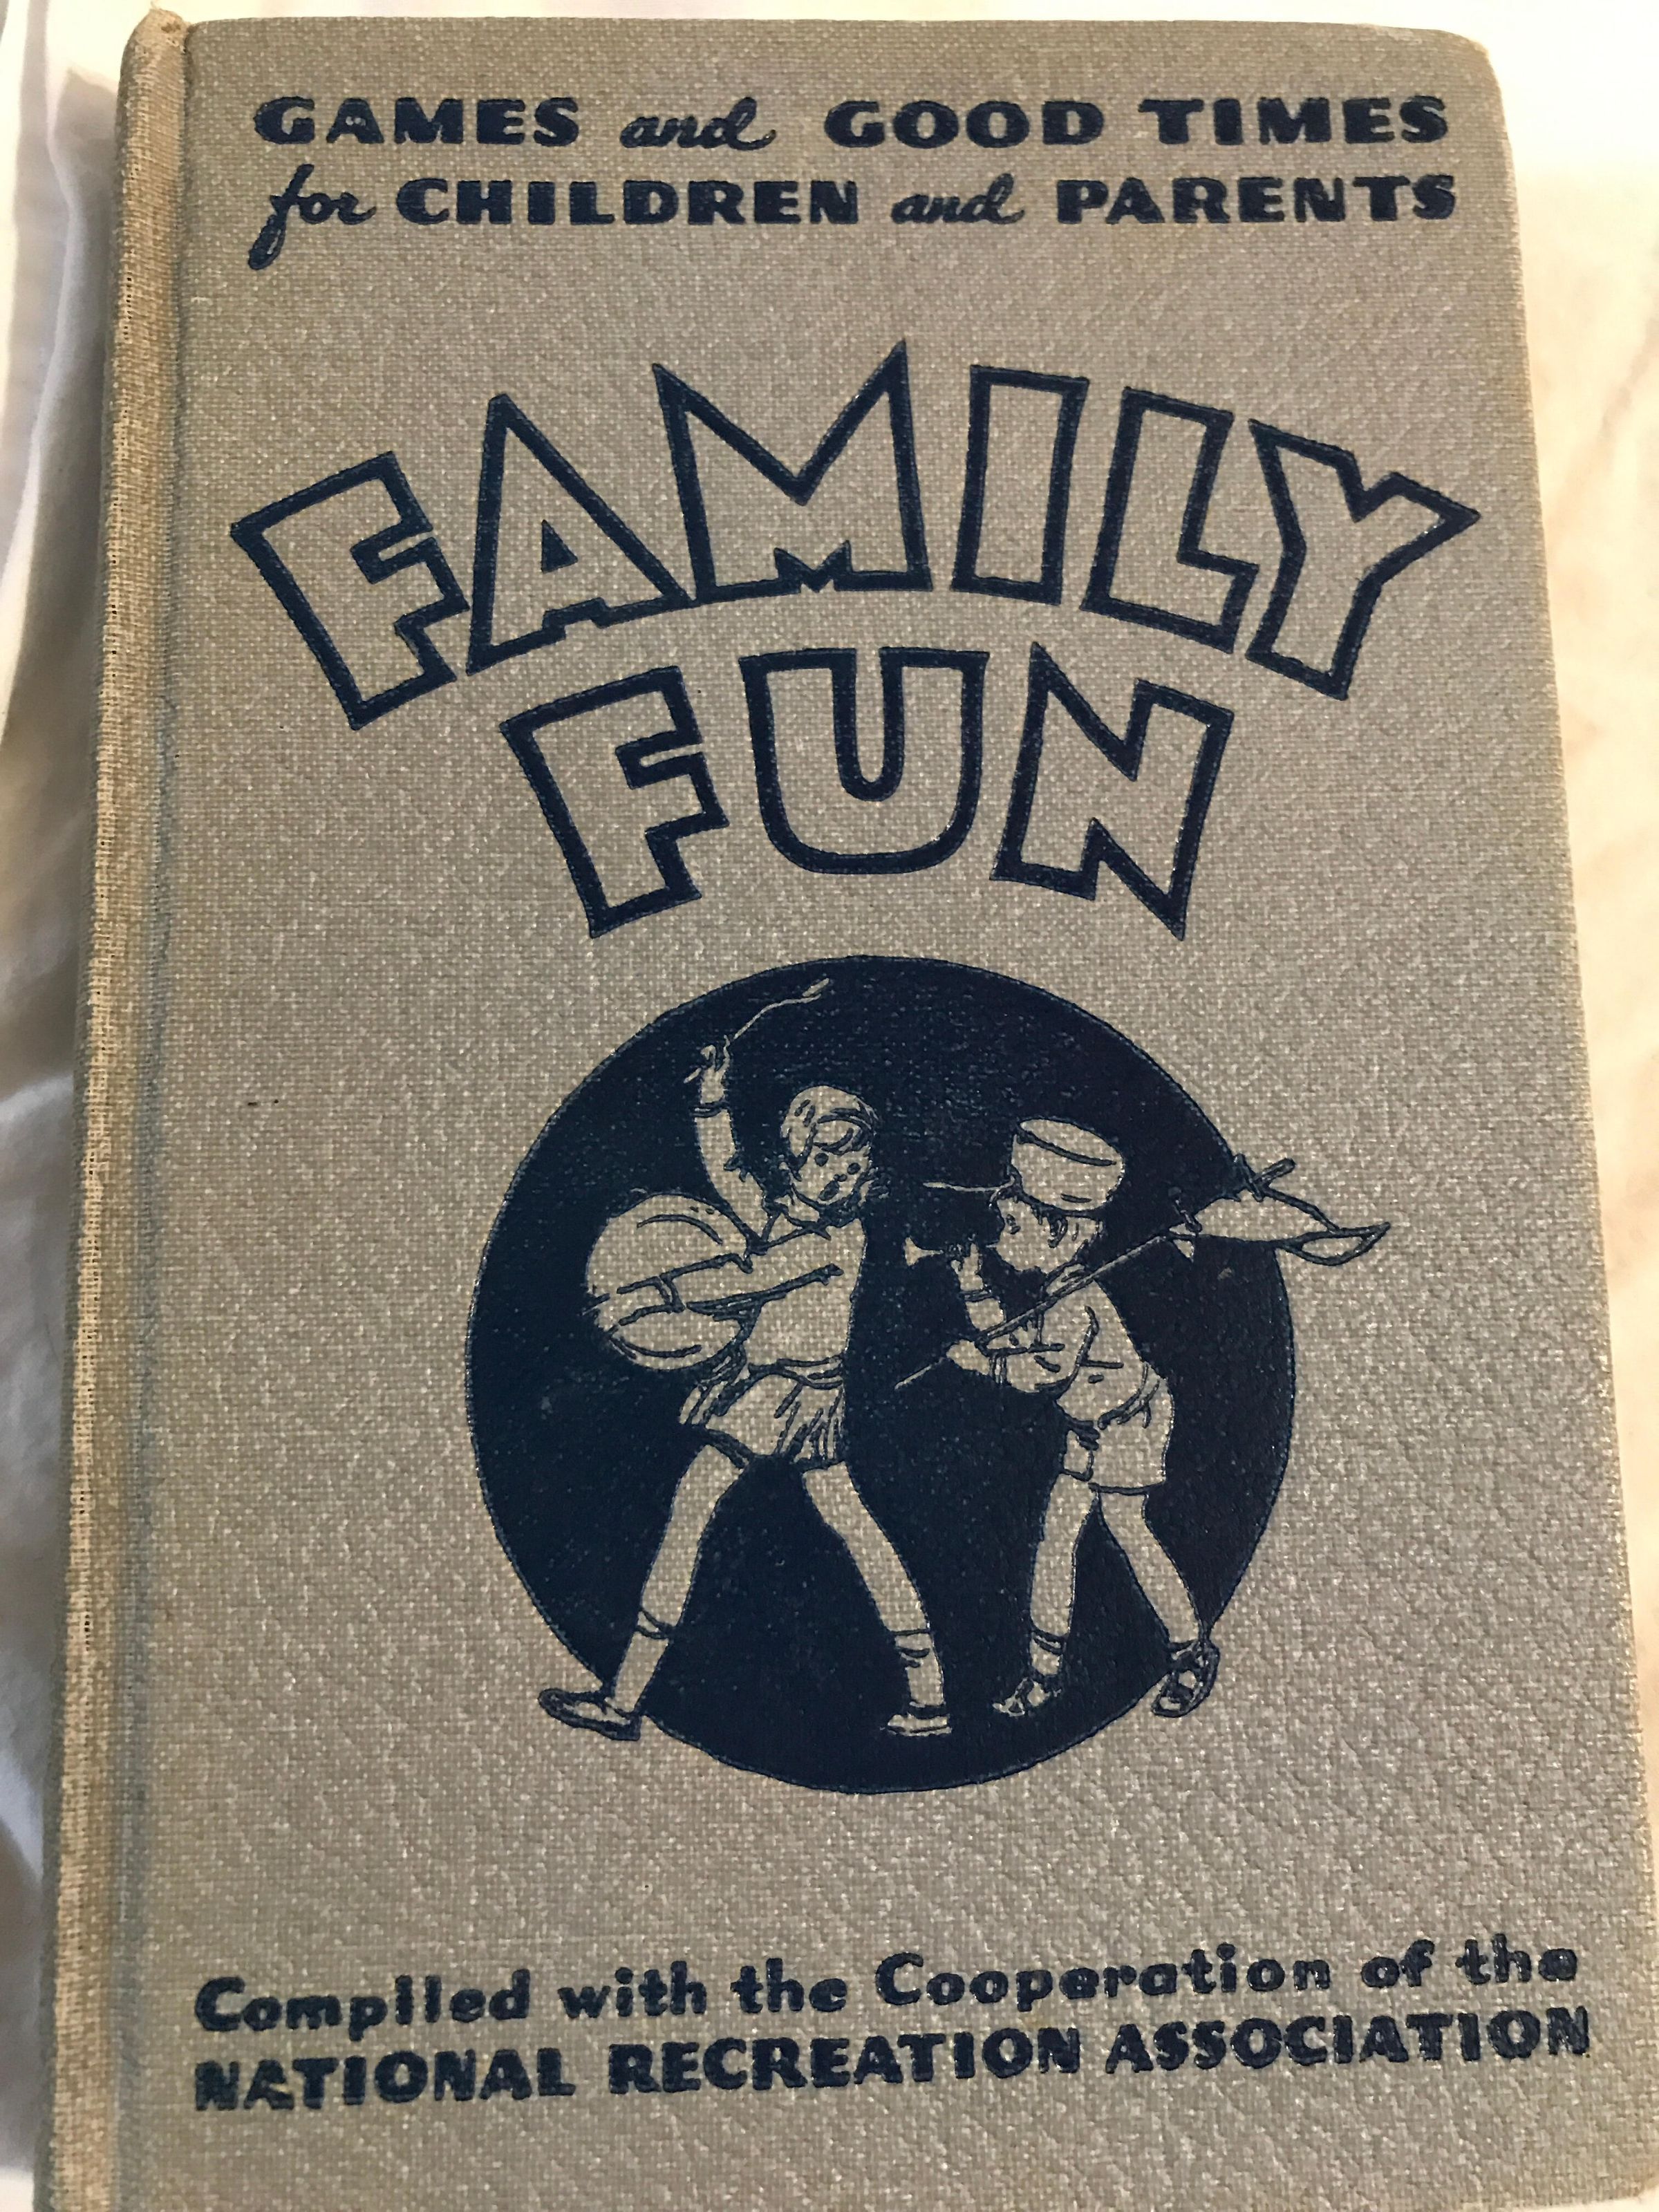 GAMES and GOOD TIMES
for CHILDREN and PARENTS
FAMILY
FUN
Compiled with the Cooperation of the
NATIONAL RECREATION ASSOCIATION